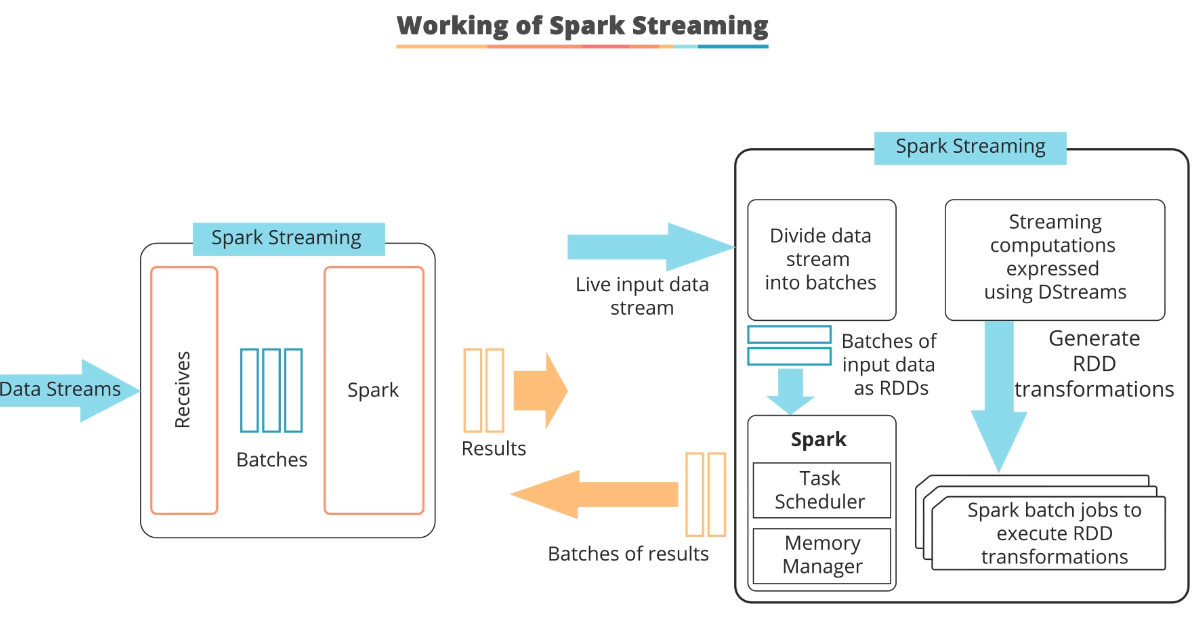 Working of Spark Streaming
Spark Streaming
Data Streams
Receives
Batches
Spark
Results
Live input data
stream
Batches of results
Spark Streaming
Divide data
stream
into batches
Streaming
computations
expressed
using DStreams
Batches of
input data
as RDDs
Generate
RDD
transformations
Spark
Task
Scheduler
Memory
Manager
Spark batch jobs to
execute RDD
transformations